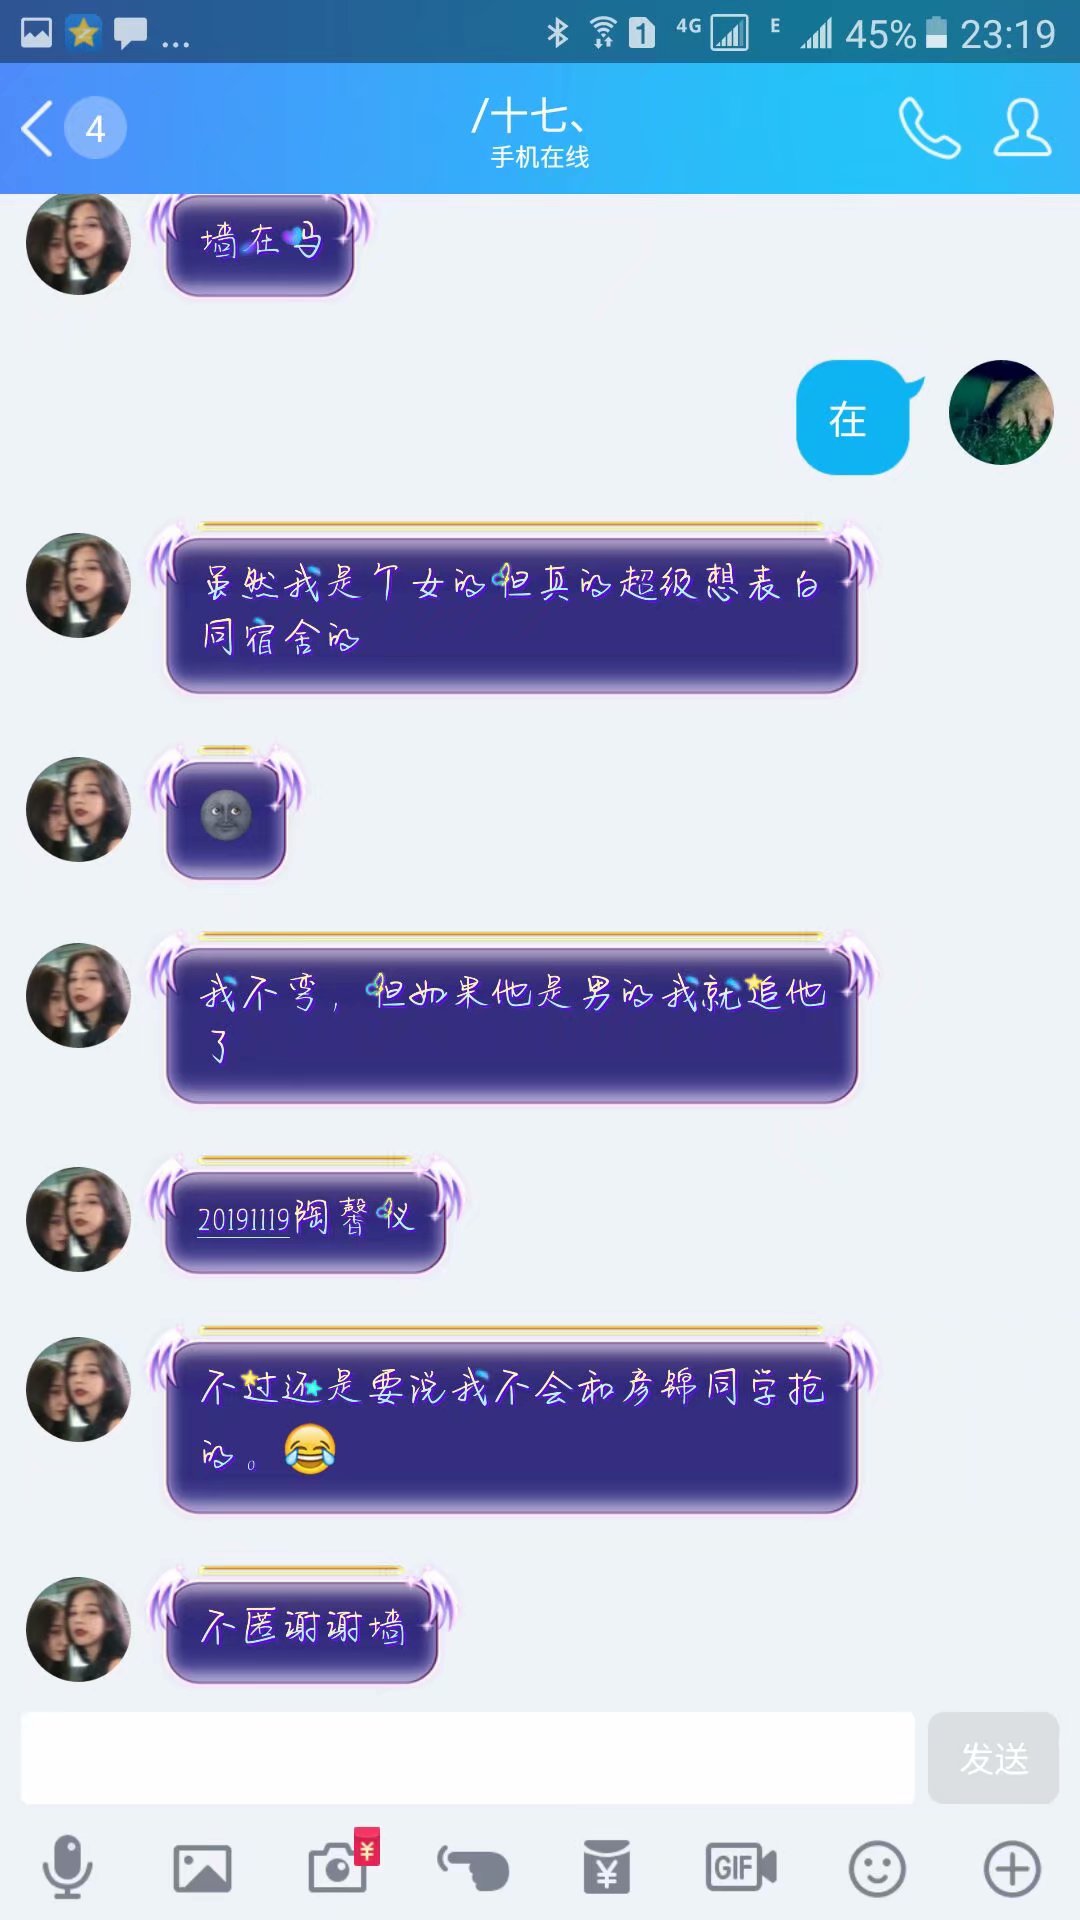 ... 1 4G E 45% 23:19
4
/十七、
手机在线
墙在吗
在
虽然我是个女的但真的超级想表白
同宿舍的
我不弯，但如果他是男的我就追他
了
20191119陶馨仪
不过还是要说我不会和彦锦同学抢
的。
不匿谢谢墙
发送
¥
¥
GIF